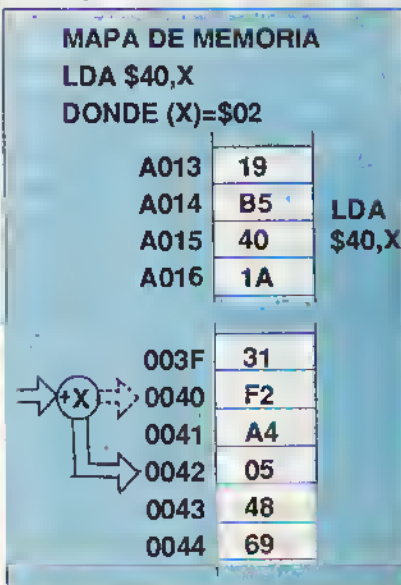 MAPA DE MEMORIA
LDA $40,X
DONDE (X)=$02
A013 19
A014 B5 LDA
A015 40 $40,X
A016 1A
003F 31
+X 0040 F2
0041 A4
0042 05
0043 48
0044 69